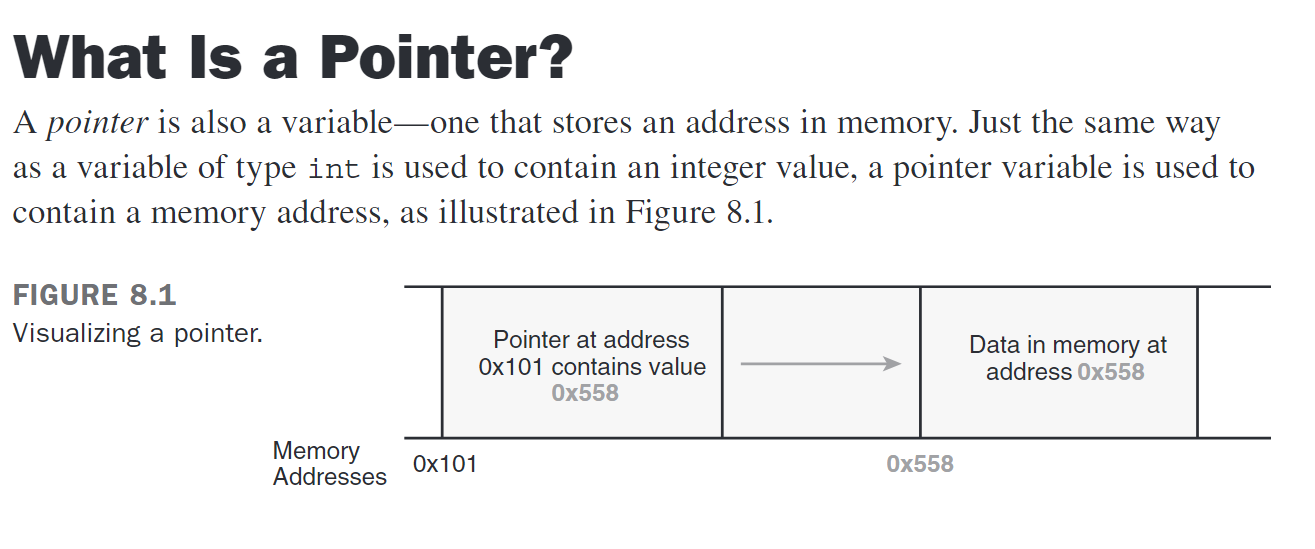 What Is a Pointer?
A pointer is also a variable—one that stores an address in memory. Just the same way
as a variable of type int is used to contain an integer value, a pointer variable is used to
contain a memory address, as illustrated in Figure 8.1.
FIGURE 8.1
Visualizing a pointer.
Pointer at address
0x101 contains value
0x558
Data in memory at
address 0x558
Memory
Addresses
0x101
0x558